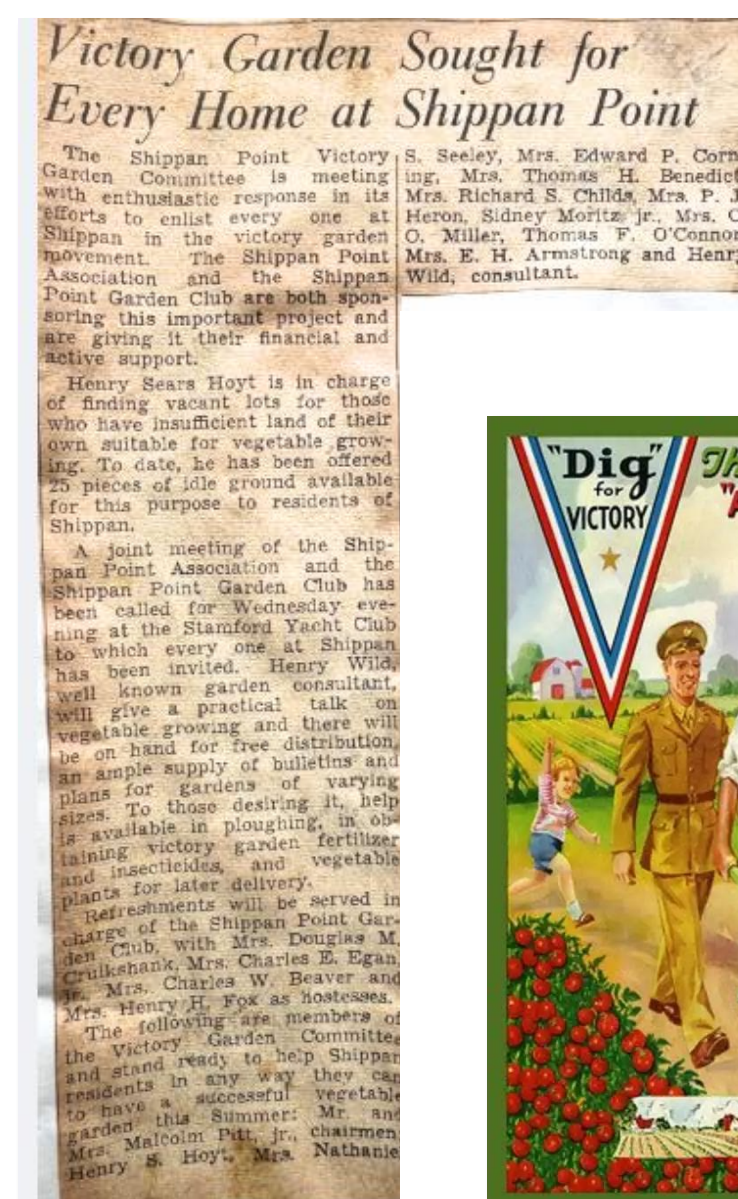 Victory Garden Sought for
Every Home at Shippan Point
The Shippan Point Victory
Garden Committee is meeting
with enthusiastic response in its
efforts to enlist every one at
Shippan in the victory garden
movement. The Shippan Point
Association and the Shippan
Point Garden Club are both spon-
soring this important project and
are giving it their financial and
active support.
Henry Sears Hoyt is in charge
of finding vacant lots for those
who have insufficient land of their
own suitable for vegetable grow-
ing. To date, he has been offered
25 pieces of idle ground available
for this purpose to residents of
Shippan.
A joint meeting of the Ship-
pan Point Association and the
Shippan Point Garden Club has
been called for Wednesday eve-
ning at the Stamford Yacht Club
to which every one at Shippan
has been invited. Henry Wild,
well known garden consultant,
will give a practical talk on
vegetable growing and there will
be on hand for free distribution,
an ample supply of bulletins and
plans for gardens of varying
sizes. To those desiring it, help
is available in ploughing, in ob-
taining victory garden fertilizer
and insecticides, and vegetable
plants for later delivery.
Refreshments will be served in
charge of the Shippan Point Gar-
den Club, with Mrs. Douglas M.
Cruikshank, Mrs. Charles E. Egan,
jr., Mrs. Charles W. Beaver and
Mrs. Henry H. Fox as hostesses.
The following are members of
the Victory Garden Committee
and stand ready to help Shippan
residents in any way they can
to have a successful vegetable
garden this Summer: Mr. and
Mrs. Malcolm Pitt, jr., chairmen;
Henry S. Hoyt, Mrs. Nathanie
S. Seeley, Mrs. Edward P. Corn
ing, Mrs. Thomas H. Benedict
Mrs. Richard S. Childs, Mrs. P. J
Heron, Sidney Moritz jr., Mrs. C
O. Miller, Thomas F. O'Connor
Mrs. E. H. Armstrong and Henry
Wild, consultant.
"Dig"
for
VICTORY
Th
"A